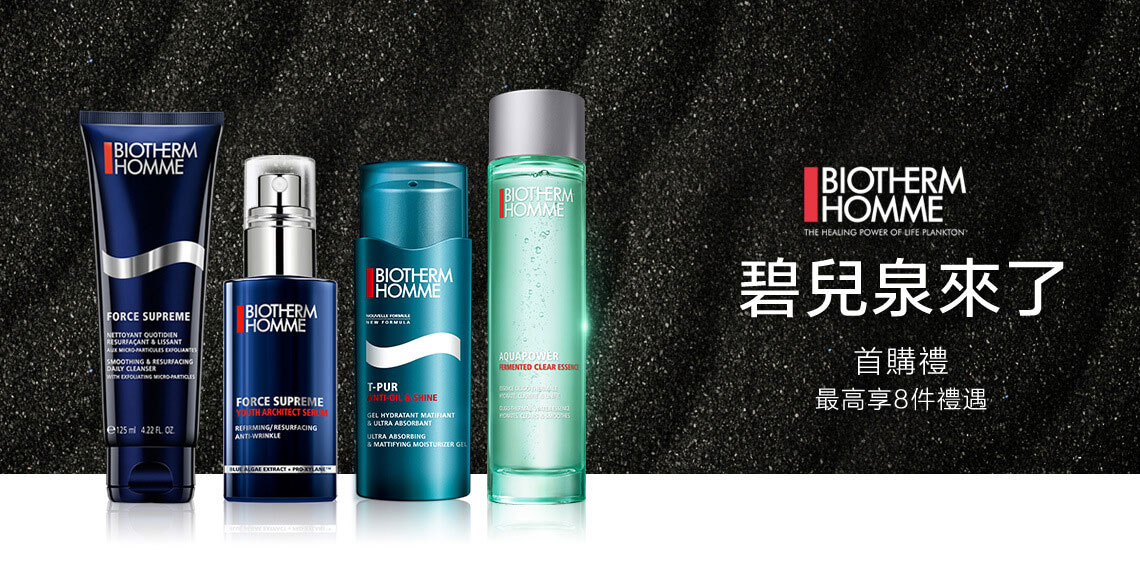 BIOTHERM
HOMME
FORCE SUPREME
NETTOYANT QUOTIDIEN
RESURFAÇANT & LISSANT
AUX MICRO-PARTICULES EXFOLIANTES
SMOOTHING & RESURFACING
DAILY CLEANSER
WITH EXFOLIATING MICRO-PARTICLES
℮125 ml 4.22 FL. OZ.
BIOTHERM
HOMME
FORCE SUPREME
YOUTH ARCHITECT SERUM
REFIRMING/RESURFACING
ANTI-WRINKLE
BLUE ALGAE EXTRACT + PRO-XYLANE™
BIOTHERM
HOMME
NOUVELLE FORMULE
NEW FORMULA
T-PUR
ANTI-OIL & SHINE
GEL HYDRATANT MATIFIANT
& ULTRA ABSORBANT
ULTRA ABSORBING
& MATTIFYING MOISTURIZER GEL
BIOTHERM
HOMME
AQUAPOWER
FERMENTED CLEAR ESSENCE
BIOTHERM
HOMME
THE HEALING POWER OF LIFE PLANKTON™
碧兒泉來了
首購禮
最高享8件禮遇